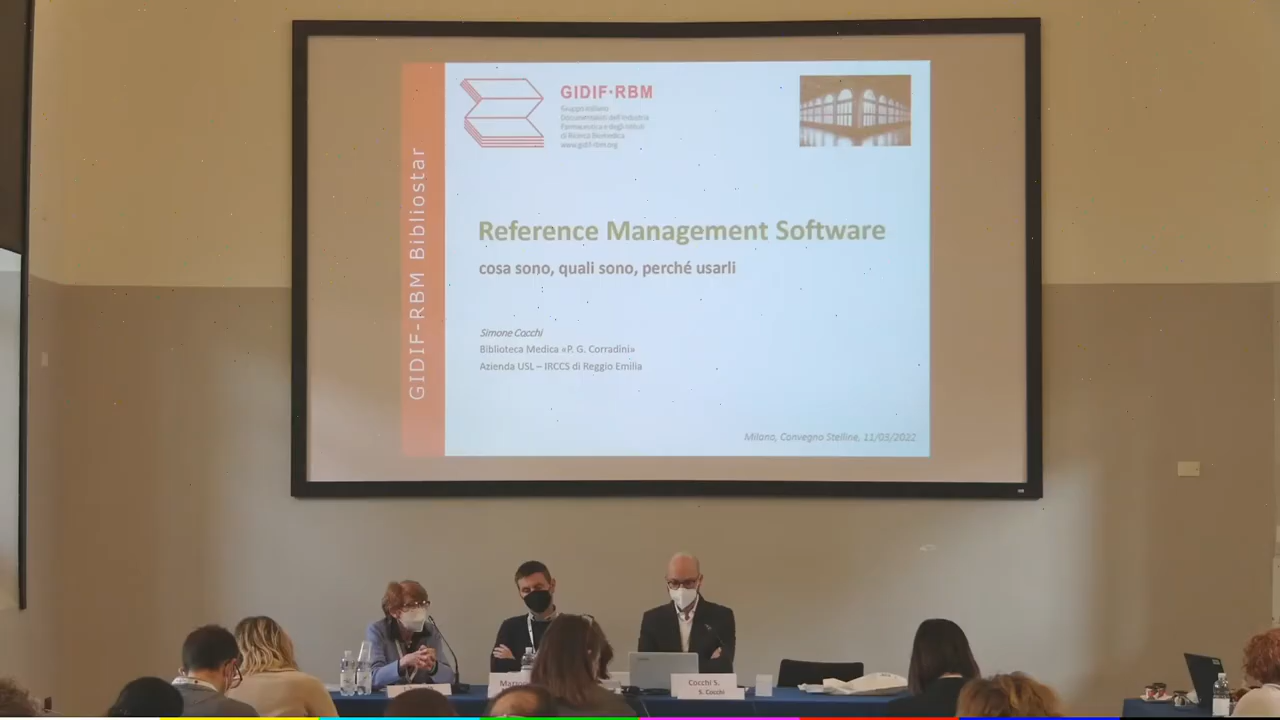 GIDIF-RBM Bibliostar
GIDIF·RBM
Gruppo Italiano
Documentalisti dell'Industria
Farmaceutica e degli Istituti
di Ricerca Biomedica
www.gidif-rbm.org
Reference Management Software
cosa sono, quali sono, perché usarli
Simone Cocchi
Biblioteca Medica «P. G. Corradini»
Azienda USL – IRCCS di Reggio Emilia
Milano, Convegno Stelline, 11/03/2022
Cocchi S.
S. Cocchi